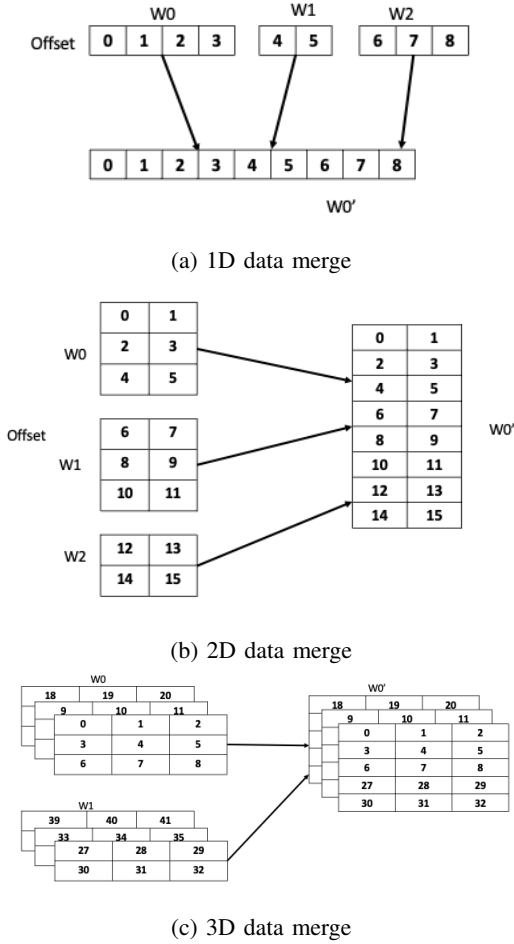 W0 W1 W2
Offset 0 1 2 3 4 5 6 7 8
0 1 2 3 4 5 6 7 8
W0'
(a) 1D data merge
0 1
W0 2 3
4 5
Offset
6 7
W1 8 9
10 11
W2 12 13
14 15
0 1
2 3
4 5
6 7
8 9
10 11
12 13
14 15
W0'
(b) 2D data merge
W0
18 19 20
9 10 11
0 1 2
3 4 5
6 7 8
W1
39 40 41
33 34 35
27 28 29
30 31 32
W0'
18 19 20
9 10 11
0 1 2
3 4 5
6 7 8
27 28 29
30 31 32
(c) 3D data merge